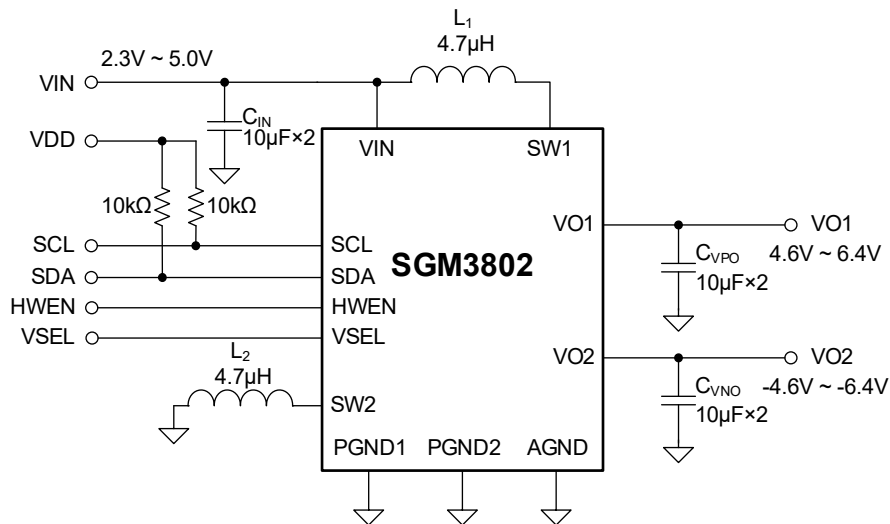 L1
4.7µH
2.3V ~ 5.0V
VIN
CIN
10µF×2
VDD
VIN
SW1
10kΩ
10kΩ
VO1
VO1
SCL
SCL
CVPO
4.6V ~ 6.4V
SGM3802
SDA
SDA
10µF×2
HWEN
HWEN
VSEL
VSEL
L2
VO2
VO2
4.7µH
CVNO
-4.6V ~ -6.4V
SW2
10µF×2
PGND1
PGND2
AGND